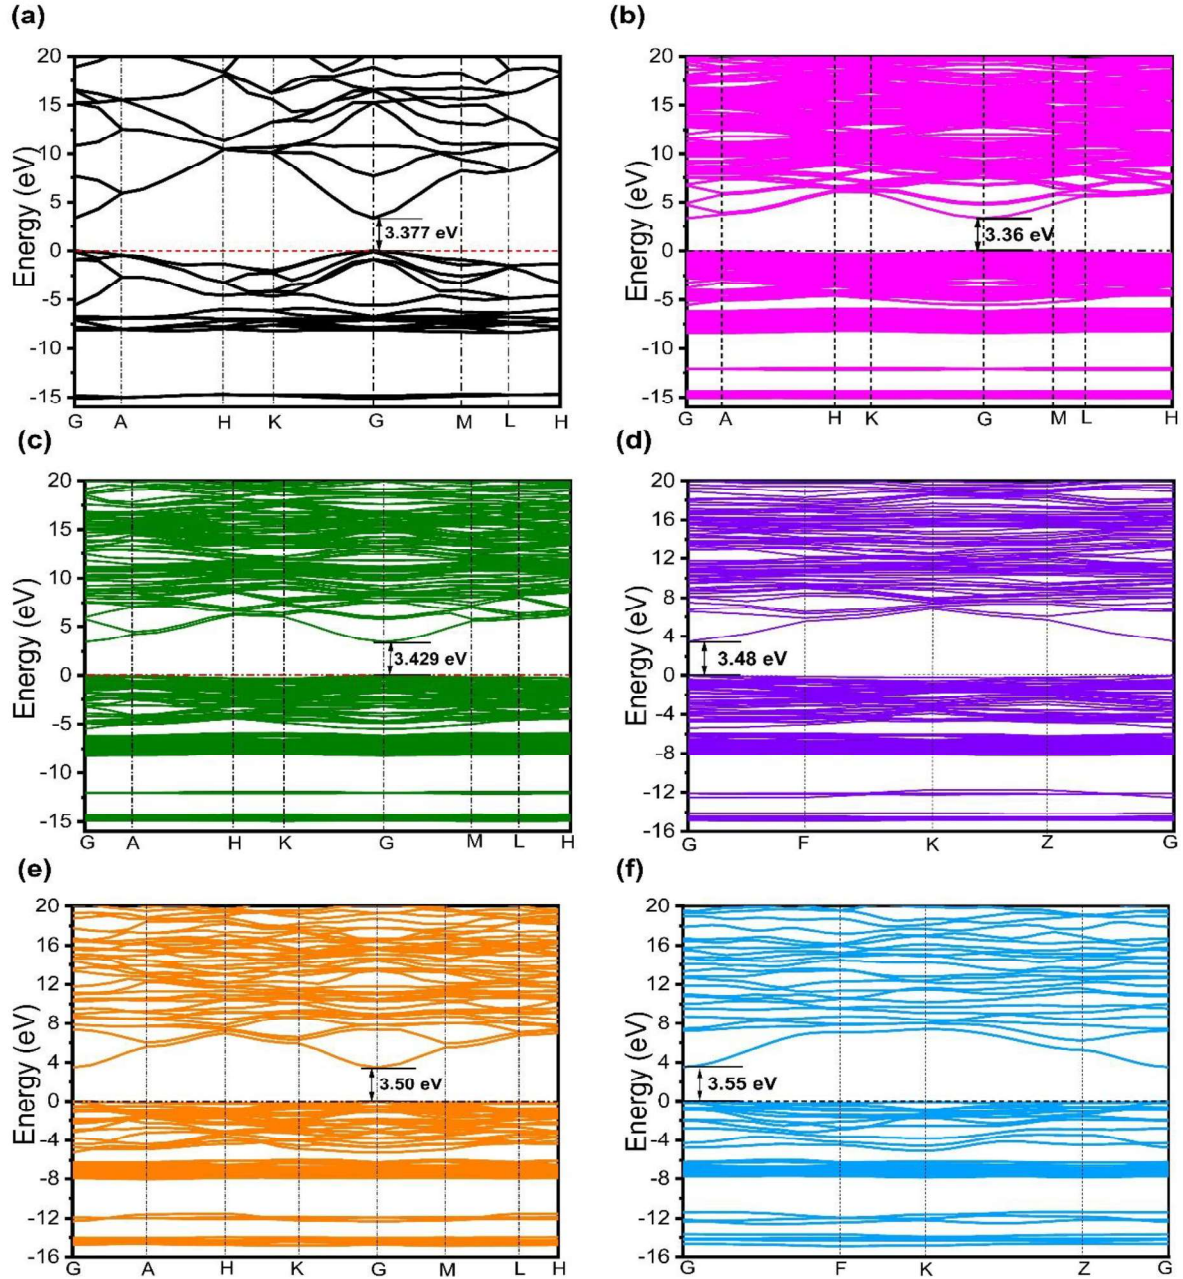 (a)
Energy (eV)
20
15
10
5
0
-5
-10
-15
3.377 eV
G A H K G M L H
(b)
Energy (eV)
20
15
10
5
0
-5
-10
-15
3.36 eV
G A H K G M L H
(c)
Energy (eV)
20
15
10
5
0
-5
-10
-15
3.429 eV
G A H K G M L H
(d)
Energy (eV)
20
16
12
8
4
0
-4
-8
-12
-16
3.48 eV
G F K Z G
(e)
Energy (eV)
20
16
12
8
4
0
-4
-8
-12
-16
3.50 eV
G A H K G M L H
(f)
Energy (eV)
20
16
12
8
4
0
-4
-8
-12
-16
3.55 eV
G F K Z G